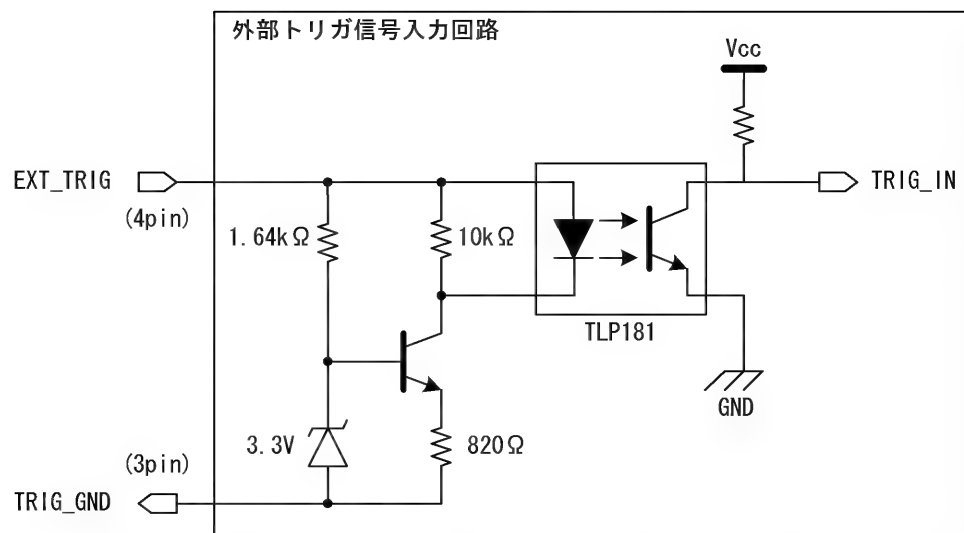 外部トリガ信号入力回路
Vcc
EXT_TRIG
(4pin)
1.64kΩ
10kΩ
TRIG_IN
TLP181
GND
3.3V
820Ω
(3pin)
TRIG_GND